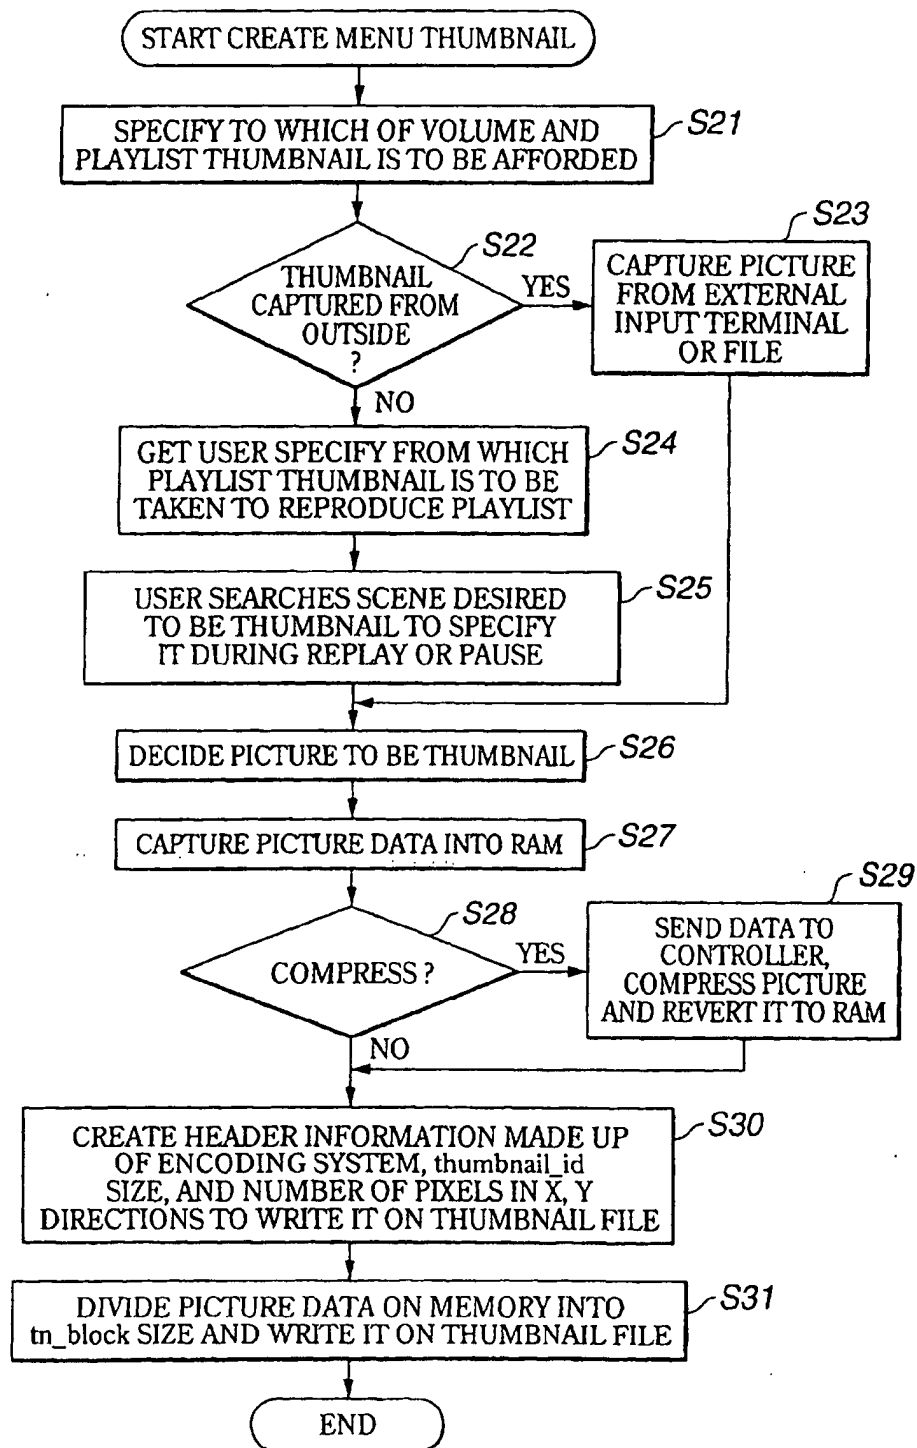 START CREATE MENU THUMBNAIL
SPECIFY TO WHICH OF VOLUME AND
PLAYLIST THUMBNAIL IS TO BE AFFORDED
S21
THUMBNAIL
CAPTURED FROM
OUTSIDE
?
S22
YES
NO
CAPTURE PICTURE
FROM EXTERNAL
INPUT TERMINAL
OR FILE
S23
GET USER SPECIFY FROM WHICH
PLAYLIST THUMBNAIL IS TO BE
TAKEN TO REPRODUCE PLAYLIST
S24
USER SEARCHES SCENE DESIRED
TO BE THUMBNAIL TO SPECIFY
IT DURING REPLAY OR PAUSE
S25
DECIDE PICTURE TO BE THUMBNAIL
S26
CAPTURE PICTURE DATA INTO RAM
S27
COMPRESS ?
S28
YES
NO
SEND DATA TO
CONTROLLER,
COMPRESS PICTURE
AND REVERT IT TO RAM
S29
CREATE HEADER INFORMATION MADE UP
OF ENCODING SYSTEM, thumbnail_id
SIZE, AND NUMBER OF PIXELS IN X, Y
DIRECTIONS TO WRITE IT ON THUMBNAIL FILE
S30
DIVIDE PICTURE DATA ON MEMORY INTO
tn_block SIZE AND WRITE IT ON THUMBNAIL FILE
S31
END